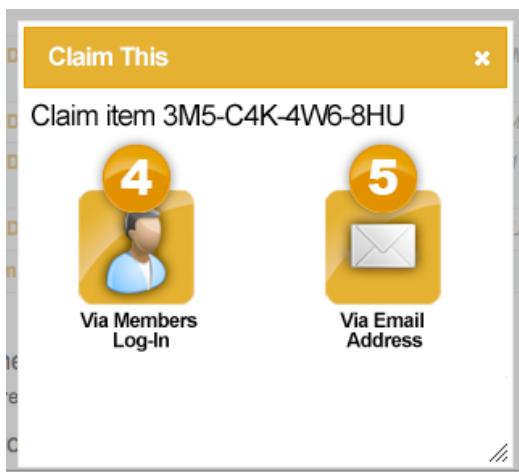 Claim This
Claim item 3M5-C4K-4W6-8HU
4
5
Via Members
Log-In
Via Email
Address